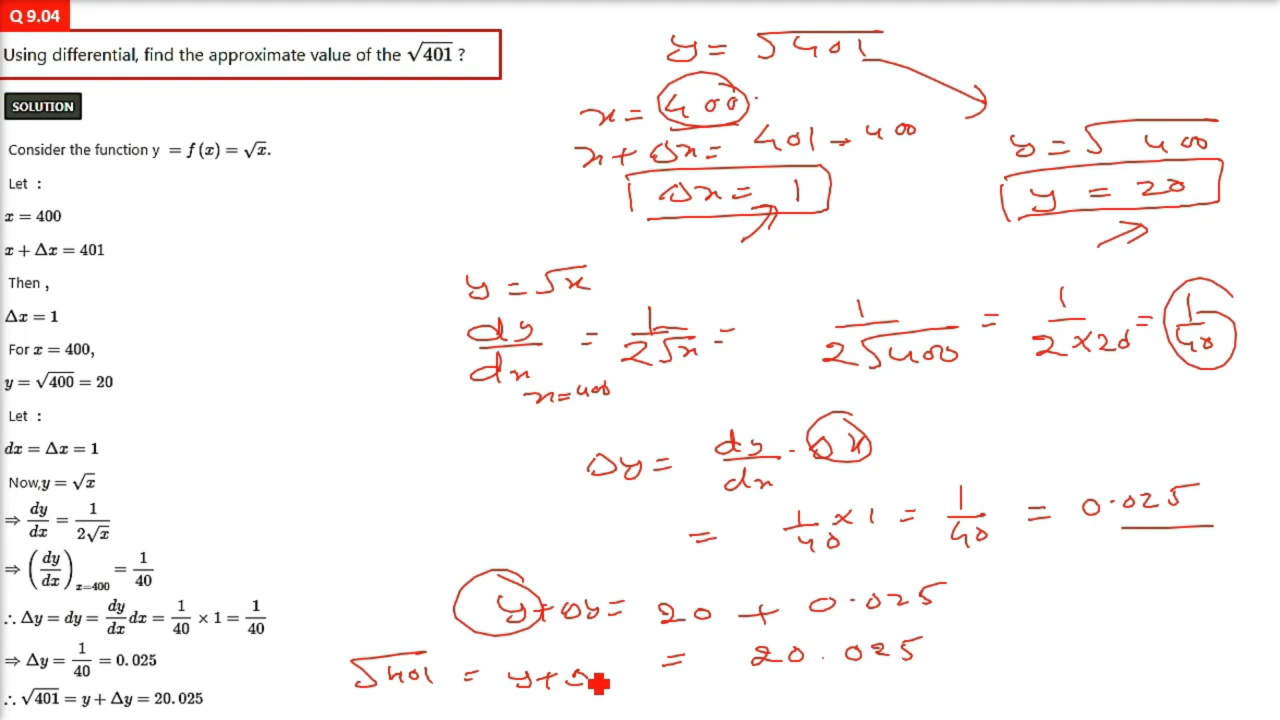 Q 9.04
Using differential, find the approximate value of the √401 ?
SOLUTION
Consider the function y = f (x) = √x.
Let :
x = 400
x + Δx = 401
Then ,
Δx = 1
For x = 400,
y = √400 = 20
Let :
dx = Δx = 1
Now,y = √x
⇒ dy/dx = 1/2√x
⇒ (dy/dx)x=400 = 1/40
∴ Δy = dy = dy/dx dx = 1/40 × 1 = 1/40
⇒ Δy = 1/40 = 0.025
∴ √401 = y + Δy = 20.025
y = √401
x = 400
x + Δx = 401 - 400
Δx = 1
y = √400
y = 20
y = √x
dy/dx x=400 = 1/2√x = 1/2√400 = 1/2×20 = 1/40
Δy = dy/dx · Δx
= 1/40 × 1 = 1/40 = 0.025
y+Δy = 20 + 0.025
= 20.025
√401 = y+Δ